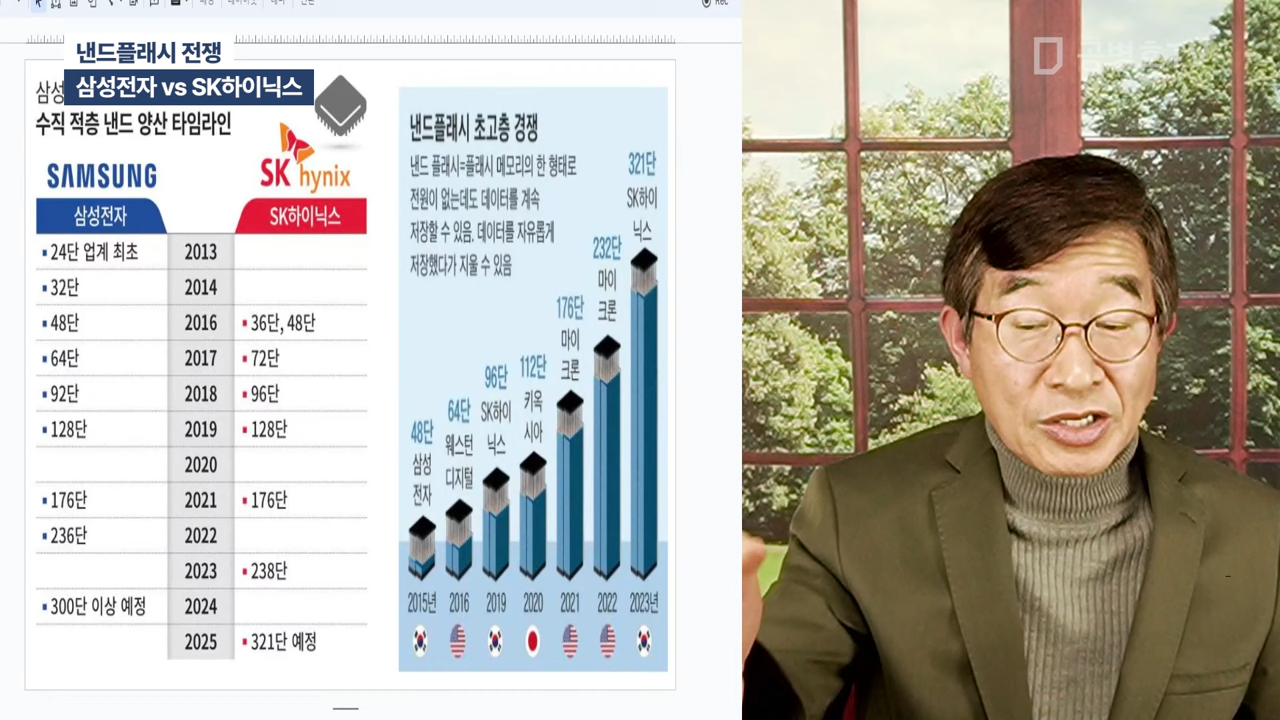 Rec
낸드플래시 전쟁
삼성전자 vs SK하이닉스
삼성
수직 적층 낸드 양산 타임라인
SAMSUNG
SK hynix
삼성전자
SK하이닉스
24단 업계 최초 2013
32단 2014
48단 2016 36단, 48단
64단 2017 72단
92단 2018 96단
128단 2019 128단
2020
176단 2021 176단
236단 2022
2023 238단
300단 이상 예정 2024
2025 321단 예정
낸드플래시 초고층 경쟁
낸드 플래시=플래시 메모리의 한 형태로
전원이 없는데도 데이터를 계속
저장할 수 있음. 데이터를 자유롭게
저장했다가 지울 수 있음
48단
삼성
전자
64단
웨스턴
디지털
96단
SK하이
닉스
112단
키옥
시아
176단
마이
크론
232단
마이
크론
321단
SK하이
닉스
2015년 2016 2019 2020 2021 2022 2023년